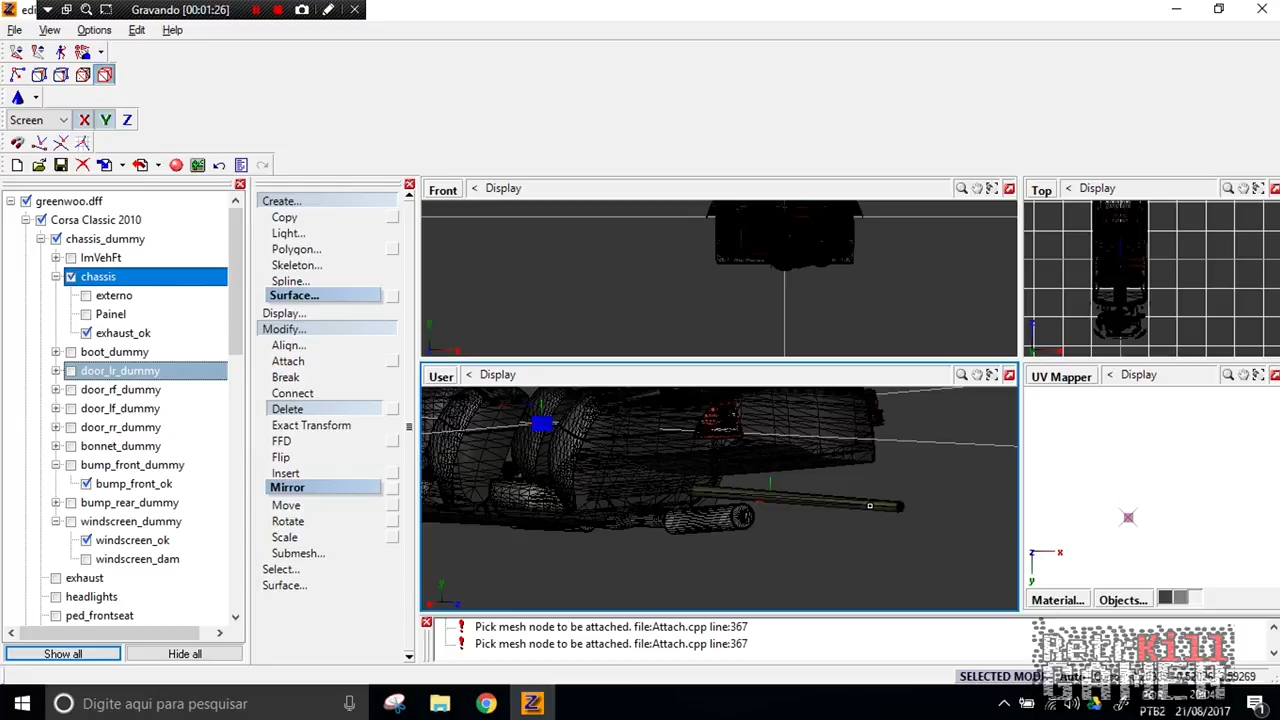 edi
Gravando [00:01:26]
File View Options Edit Help
Screen X Y Z
greenwoo.dff
Corsa Classic 2010
chassis_dummy
ImVehFt
chassis
externo
Painel
exhaust_ok
boot_dummy
door_lr_dummy
door_rf_dummy
door_lf_dummy
door_rr_dummy
bonnet_dummy
bump_front_dummy
bump_front_ok
bump_rear_dummy
windscreen_dummy
windscreen_ok
windscreen_dam
exhaust
headlights
ped_frontseat
Show all Hide all
Create...
Copy
Light...
Polygon...
Skeleton...
Spline...
Surface...
Display...
Modify...
Align...
Attach
Break
Connect
Delete
Exact Transform
FFD
Flip
Insert
Mirror
Move
Rotate
Scale
Submesh...
Select...
Surface...
Front < Display
Top < Display
User < Display
UV Mapper < Display
z x
y
Material... Objects...
Pick mesh node to be attached. file:Attach.cpp line:367
Pick mesh node to be attached. file:Attach.cpp line:367
Retr Kill
GAMER
SELECTED MOD
Digite aqui para pesquisar
PTB2 21/08/2017